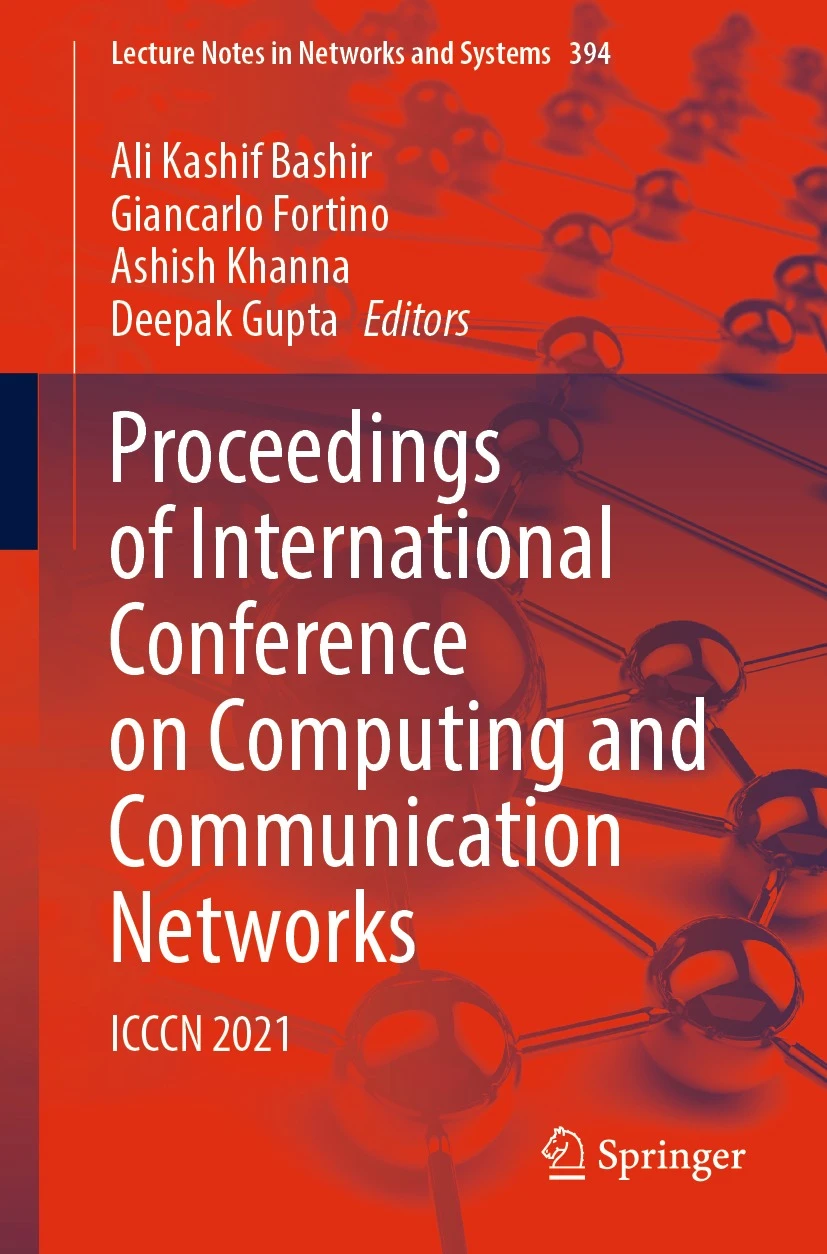 Lecture Notes in Networks and Systems 394
Ali Kashif Bashir
Giancarlo Fortino
Ashish Khanna
Deepak Gupta Editors
Proceedings
of International
Conference
on Computing and
Communication
Networks
ICCCN 2021
Springer